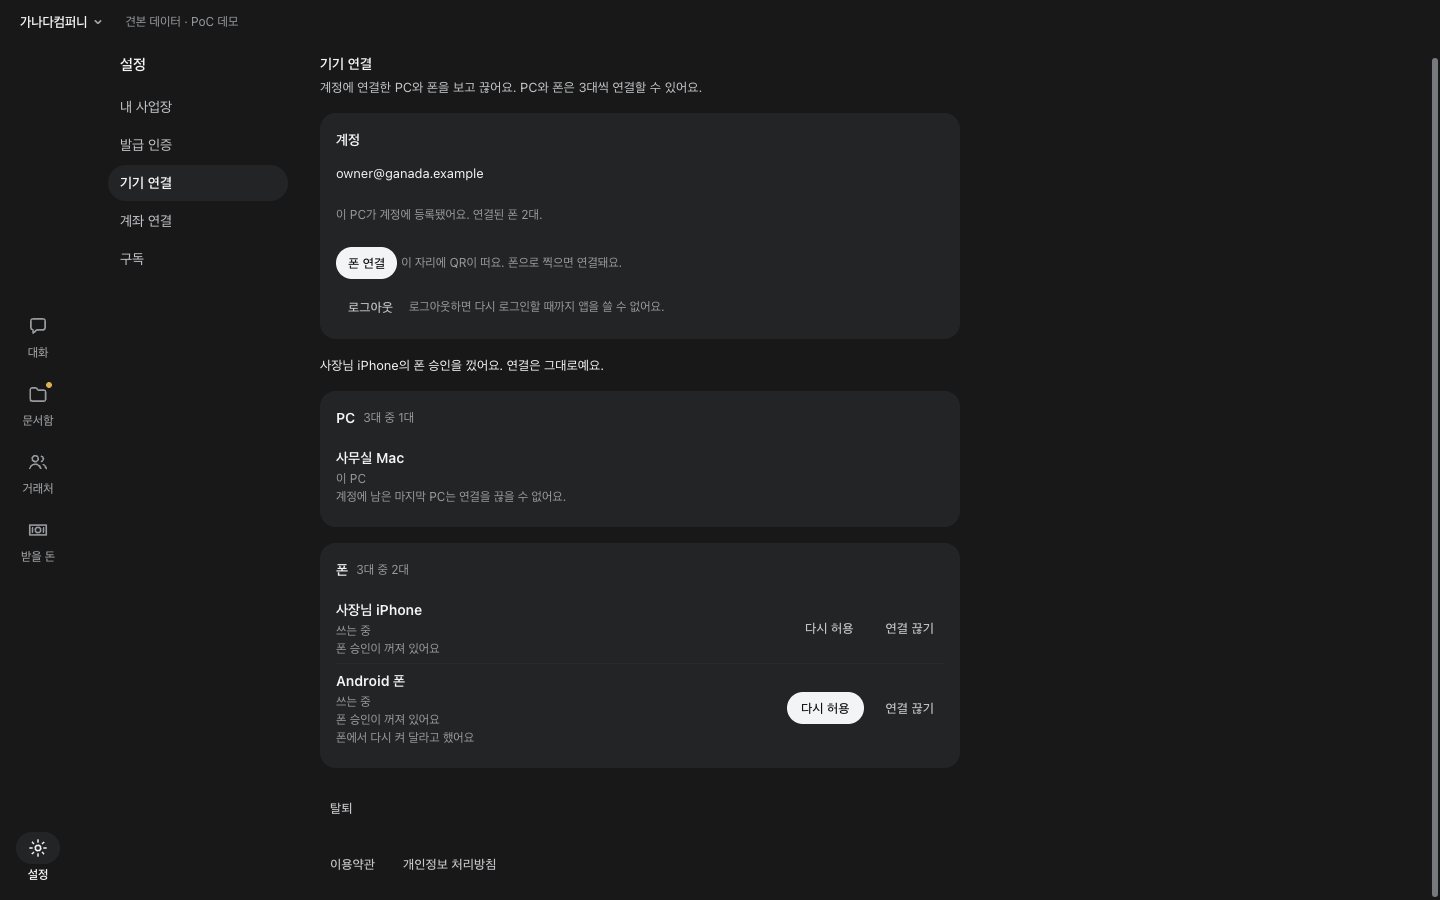 가나다컴퍼니
견본 데이터 · PoC 데모
설정
내 사업장
발급 인증
기기 연결
계좌 연결
구독
대화
문서함
거래처
받을 돈
설정
기기 연결
계정에 연결한 PC와 폰을 보고 끊어요. PC와 폰은 3대씩 연결할 수 있어요.
계정
owner@ganada.example
이 PC가 계정에 등록됐어요. 연결된 폰 2대.
폰 연결 이 자리에 QR이 떠요. 폰으로 찍으면 연결돼요.
로그아웃 로그아웃하면 다시 로그인할 때까지 앱을 쓸 수 없어요.
사장님 iPhone의 폰 승인을 껐어요. 연결은 그대로예요.
PC 3대 중 1대
사무실 Mac
이 PC
계정에 남은 마지막 PC는 연결을 끊을 수 없어요.
폰 3대 중 2대
사장님 iPhone
쓰는 중
폰 승인이 꺼져 있어요
다시 허용 연결 끊기
Android 폰
쓰는 중
폰 승인이 꺼져 있어요
폰에서 다시 켜 달라고 했어요
다시 허용 연결 끊기
탈퇴
이용약관 개인정보 처리방침